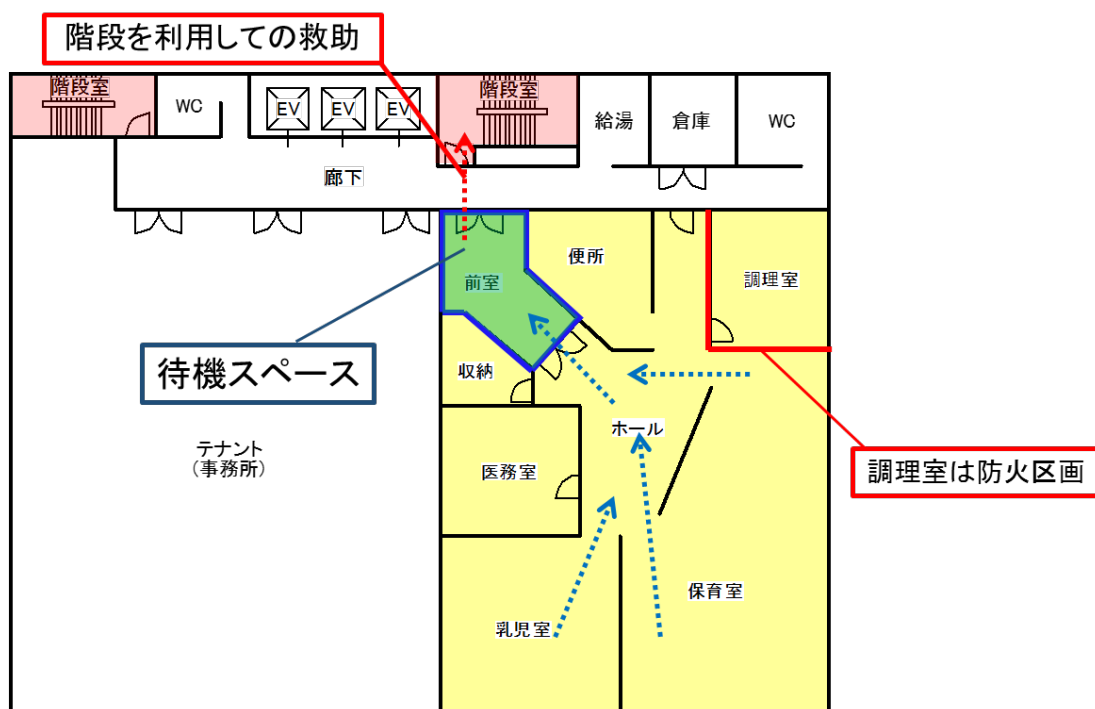 階段を利用しての救助
階段室
WC
EV
EV
EV
階段室
給湯
倉庫
WC
廊下
便所
前室
調理室
待機スペース
収納
ホール
テナント
(事務所)
医務室
調理室は防火区画
保育室
乳児室